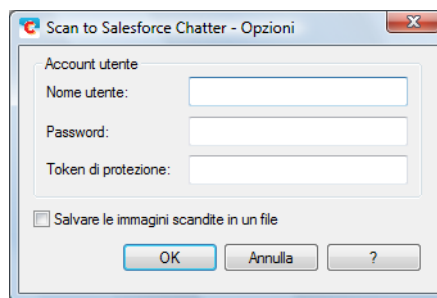 Scan to Salesforce Chatter - Opzioni
Account utente
Nome utente:
Password:
Token di protezione:
Salvare le immagini scandite in un file
OK Annulla ?